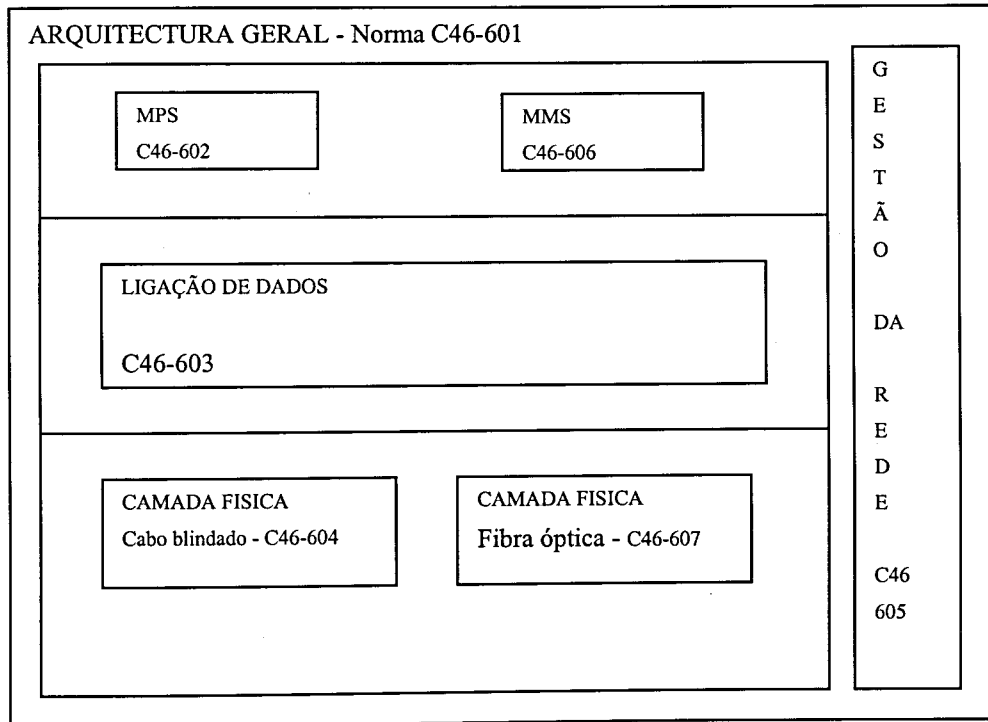 ARQUITECTURA GERAL - Norma C46-601
MPS
C46-602
MMS
C46-606
LIGAÇÃO DE DADOS
C46-603
CAMADA FISICA
Cabo blindado - C46-604
CAMADA FISICA
Fibra óptica - C46-607
G
E
S
T
Ã
O
DA
R
E
D
E
C46
605